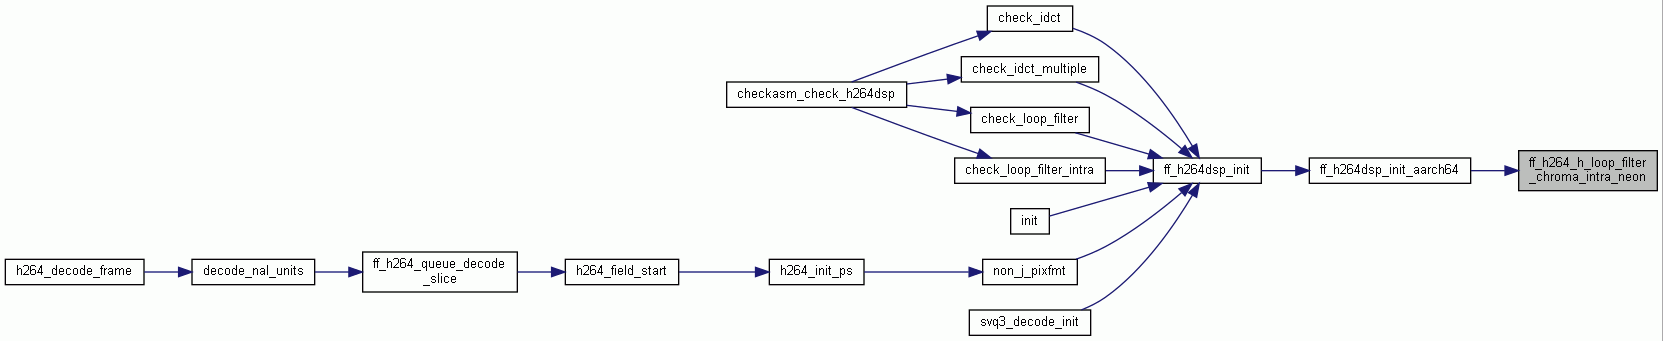 check_idct
check_idct_multiple
checkasm_check_h264dsp
check_loop_filter
check_loop_filter_intra
ff_h264dsp_init
ff_h264dsp_init_aarch64
ff_h264_h_loop_filter
_chroma_intra_neon
init
h264_decode_frame
decode_nal_units
ff_h264_queue_decode
_slice
h264_field_start
h264_init_ps
non_j_pixfmt
svq3_decode_init